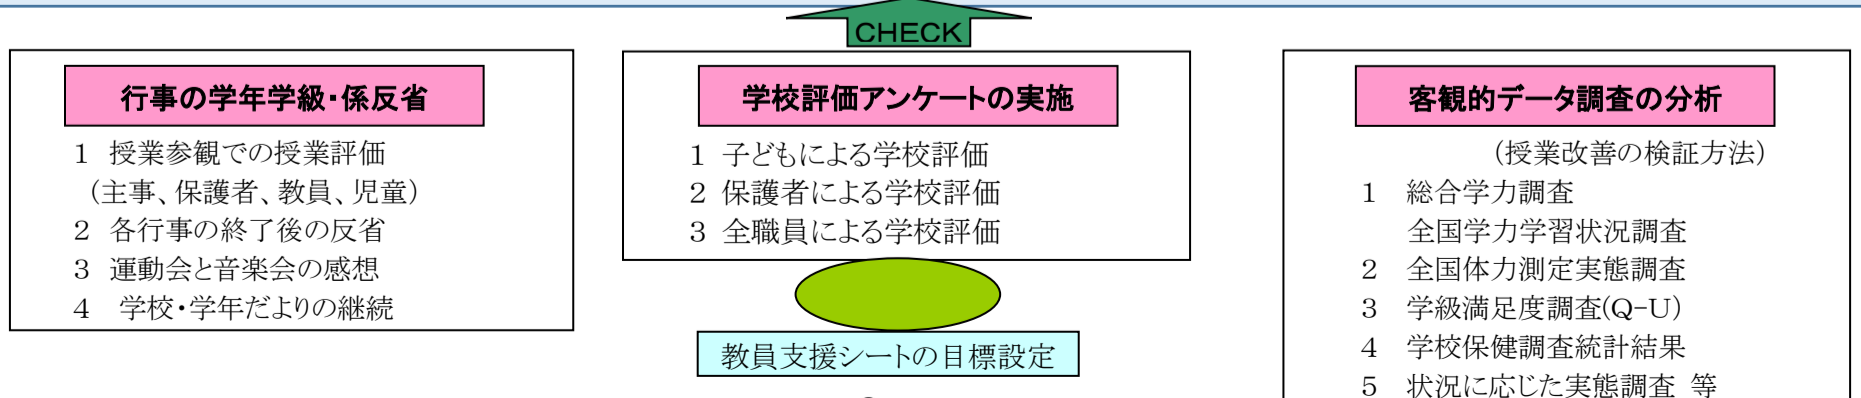 CHECK
行事の学年学級・係反省
1 授業参観での授業評価
（主事、保護者、教員、児童）
2 各行事の終了後の反省
3 運動会と音楽会の感想
4 学校・学年だよりの継続
学校評価アンケートの実施
1 子どもによる学校評価
2 保護者による学校評価
3 全職員による学校評価
教員支援シートの目標設定
客観的データ調査の分析
（授業改善の検証方法）
1 総合学力調査
全国学力学習状況調査
2 全国体力測定実態調査
3 学級満足度調査(Q-U)
4 学校保健調査統計結果
5 状況に応じた実態調査 等